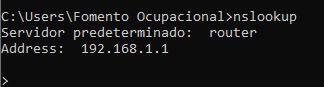 C:\Users\Fomento Ocupacional>nslookup
Servidor predeterminado:  router
Address:  192.168.1.1
>